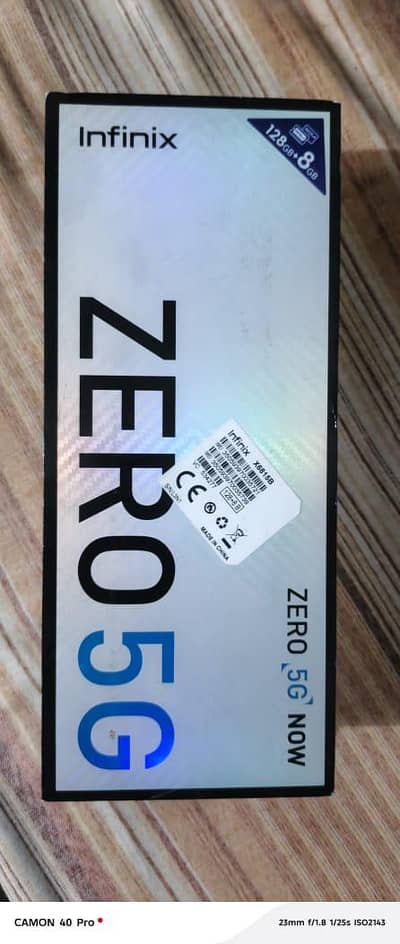 Infinix
128GB+8GB
ZERO 5G
Infinix X6815B
CE
MADE IN CHINA
ZERO 5G NOW
CAMON 40 Pro
23mm f/1.8 1/25s ISO2143